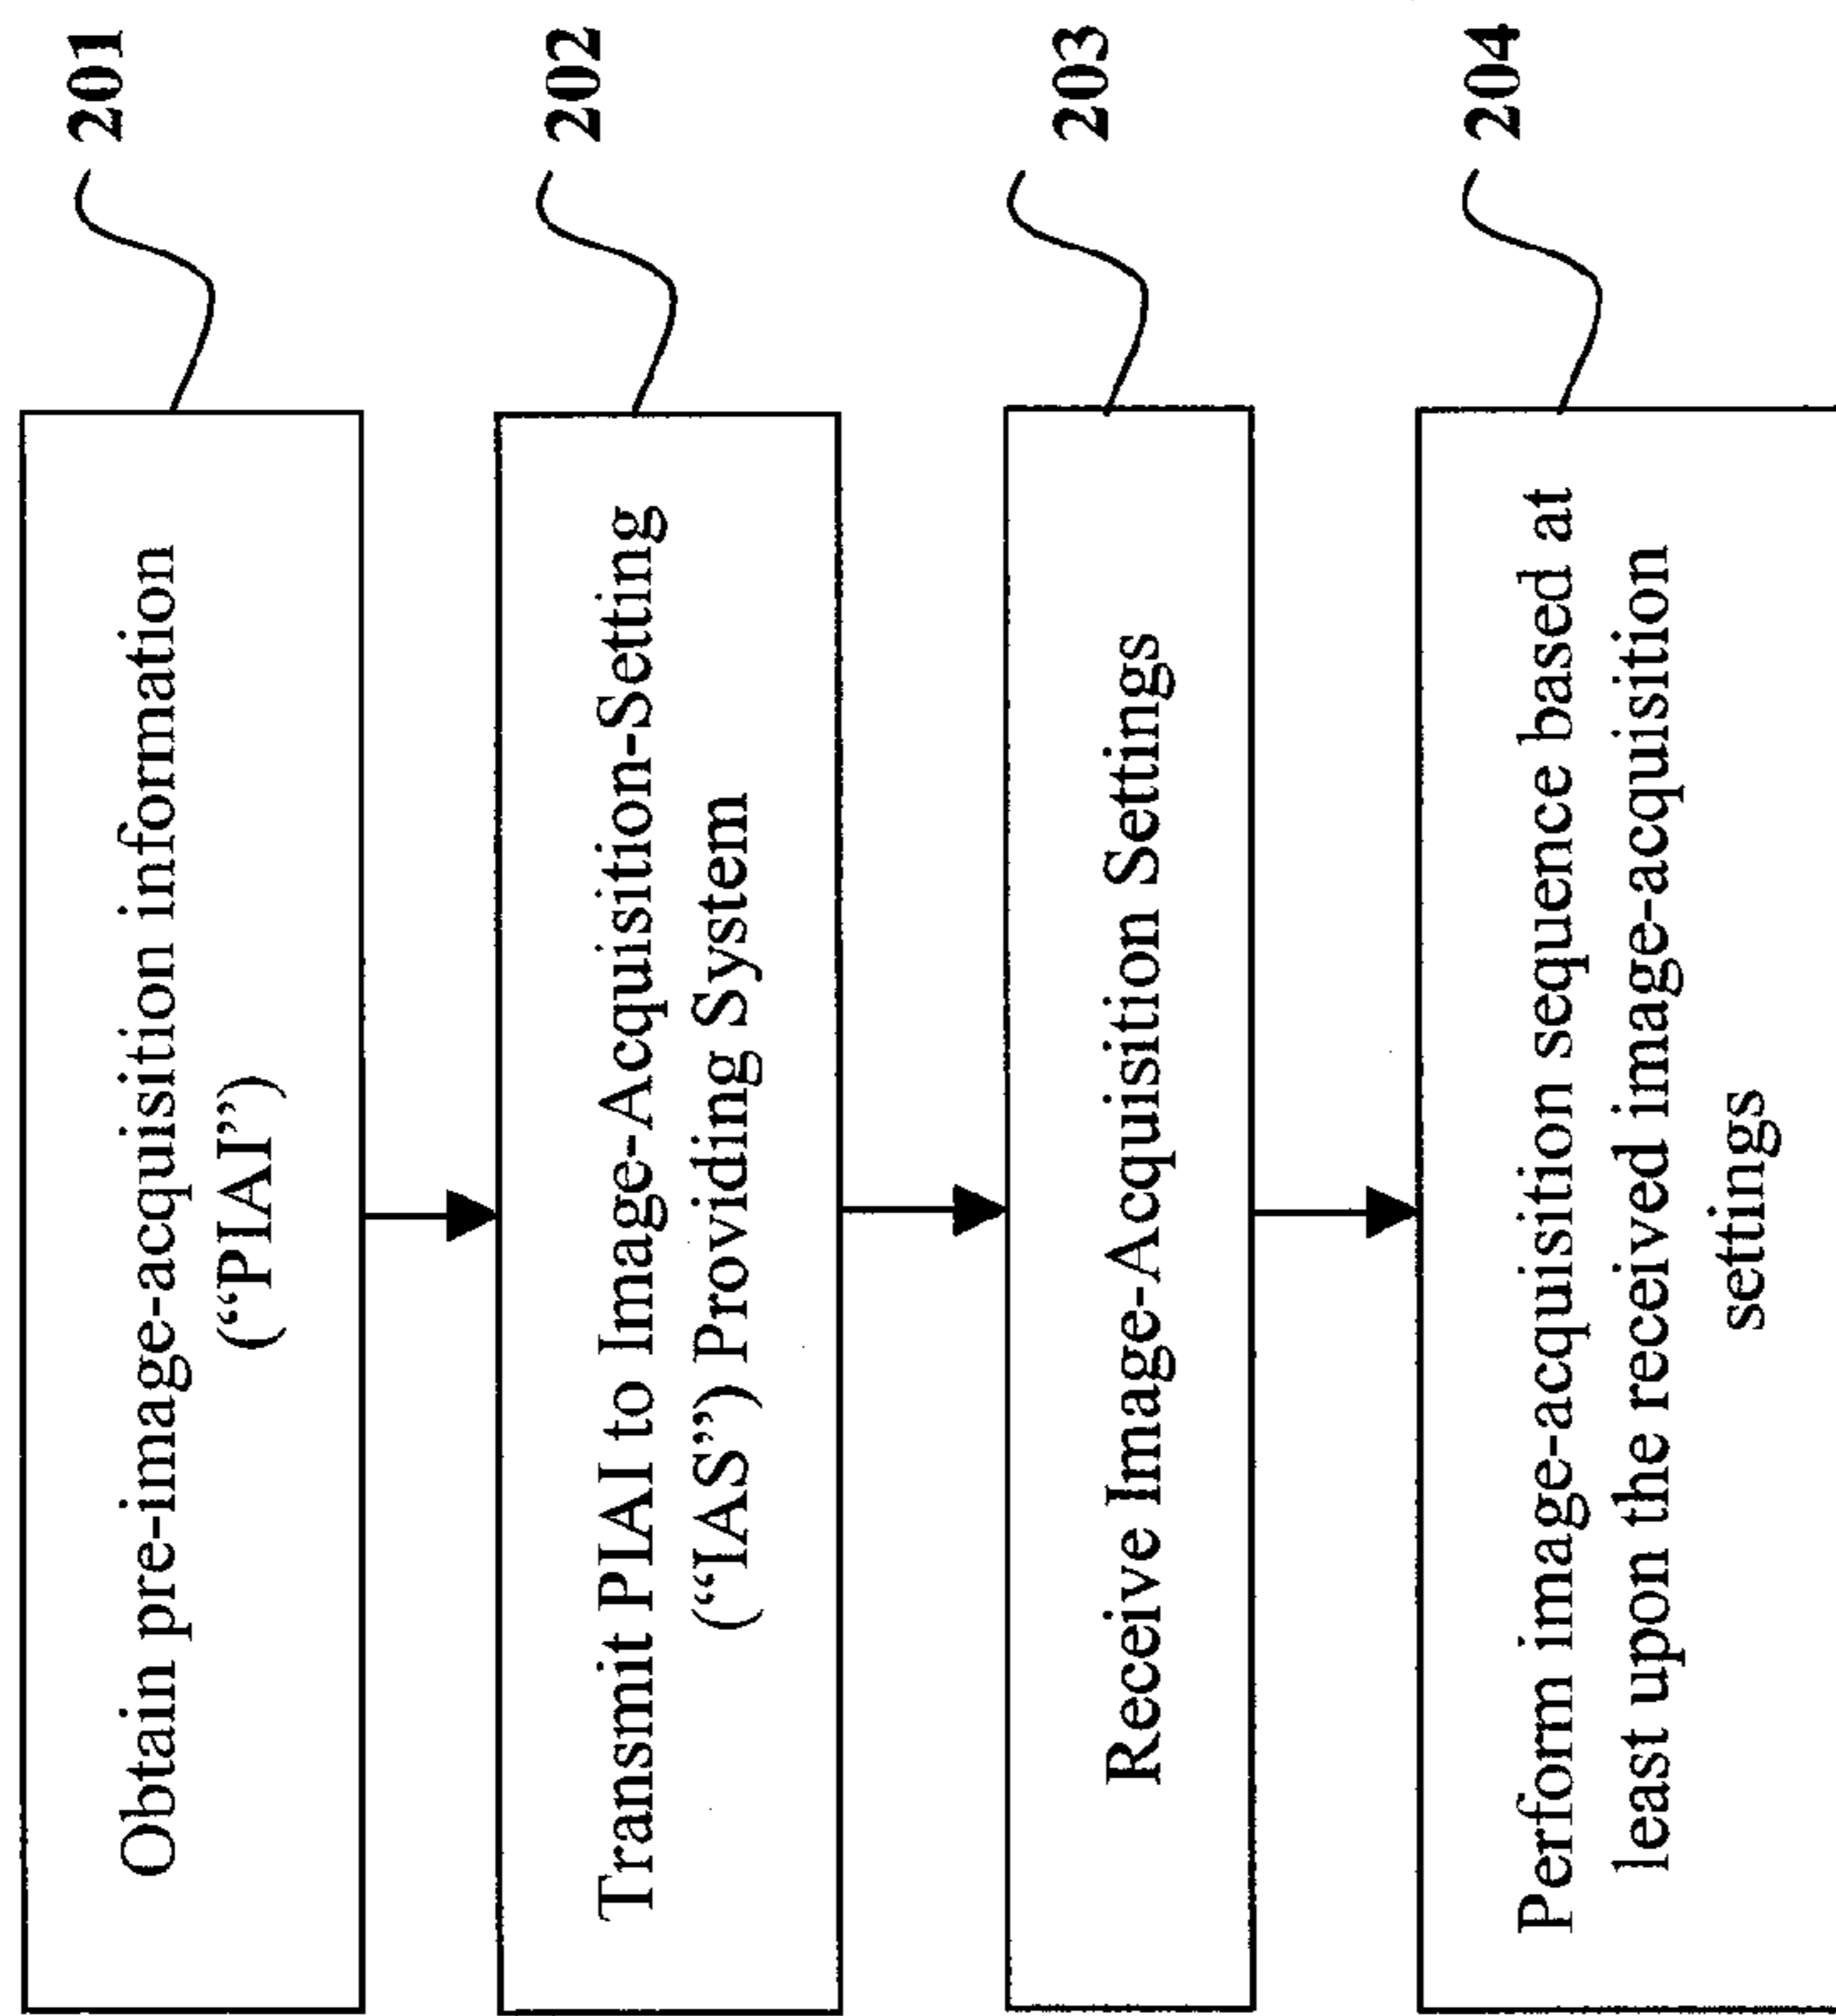 Obtain pre-image-acquisition information
(“PIAI”)
201
Transmit PIAI to Image-Acquisition-Setting
(“IAS”) Providing System
202
Receive Image-Acquisition Settings
203
Perform image-acquisition sequence based at
least upon the received image-acquisition
settings
204